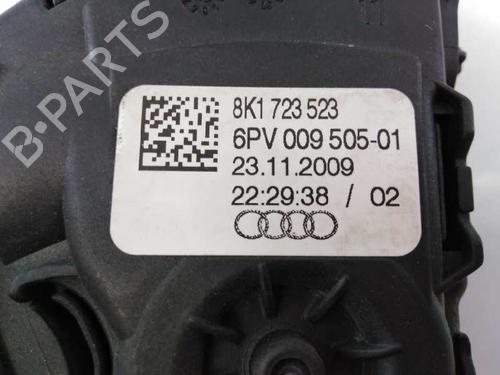 B-PARTS
8K1 723 523
6PV 009 505-01
23.11.2009
22:29:38 / 02